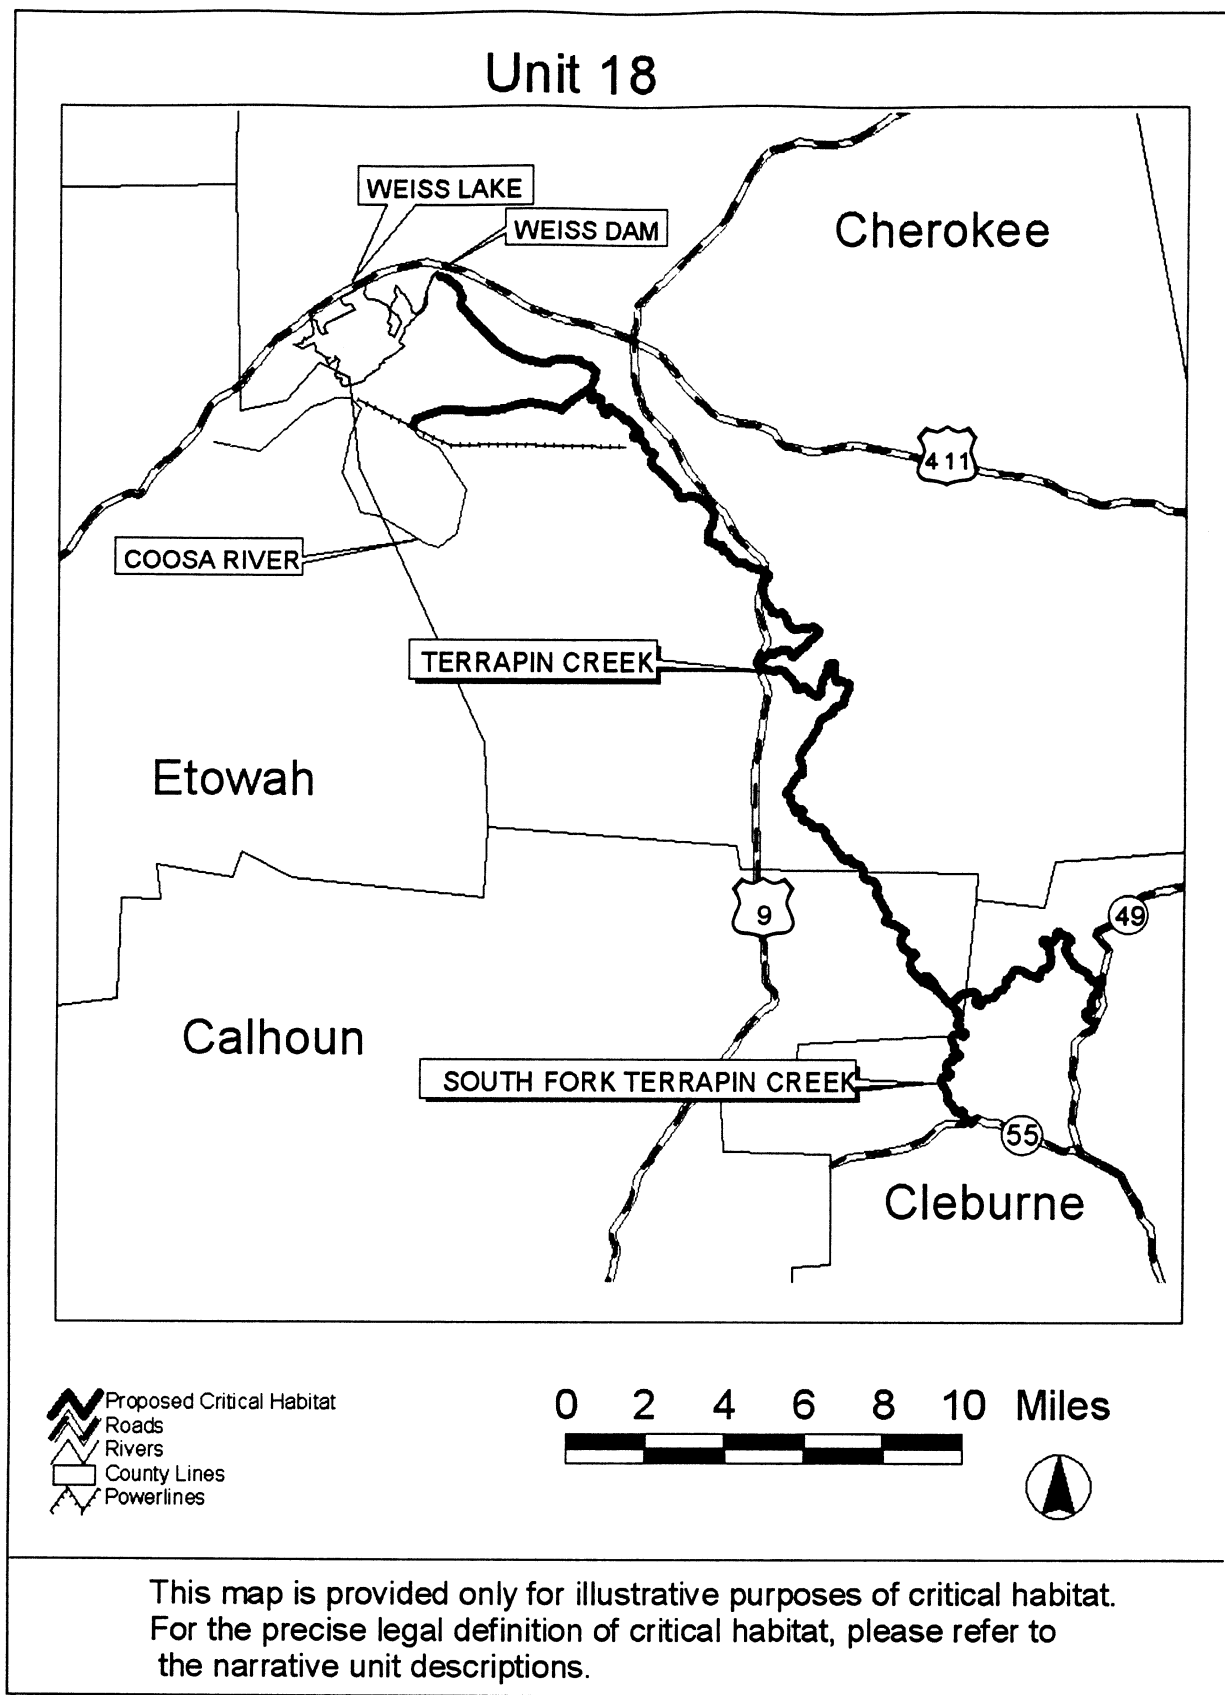 Unit 18
WEISS LAKE
WEISS DAM
Cherokee
411
COOSA RIVER
TERRAPIN CREEK
Etowah
9
49
Calhoun
SOUTH FORK TERRAPIN CREEK
55
Cleburne
Proposed Critical Habitat
Roads
Rivers
County Lines
Powerlines
0 2 4 6 8 10 Miles
This map is provided only for illustrative purposes of critical habitat.
For the precise legal definition of critical habitat, please refer to
the narrative unit descriptions.